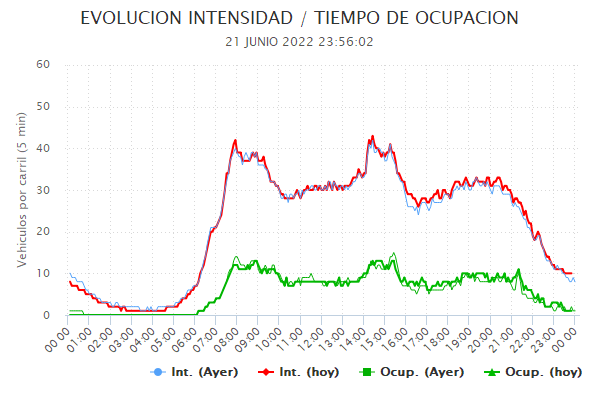 EVOLUCION INTENSIDAD / TIEMPO DE OCUPACION
21 JUNIO 2022 23:56:02
Vehiculos por carril (5 min)
60
50
40
30
20
10
0
00:00 01:00 02:00 03:00 04:00 05:00 06:00 07:00 08:00 09:00 10:00 11:00 12:00 13:00 14:00 15:00 16:00 17:00 18:00 19:00 20:00 21:00 22:00 23:00 00:00
Int. (Ayer) Int. (hoy) Ocup. (Ayer) Ocup. (hoy)